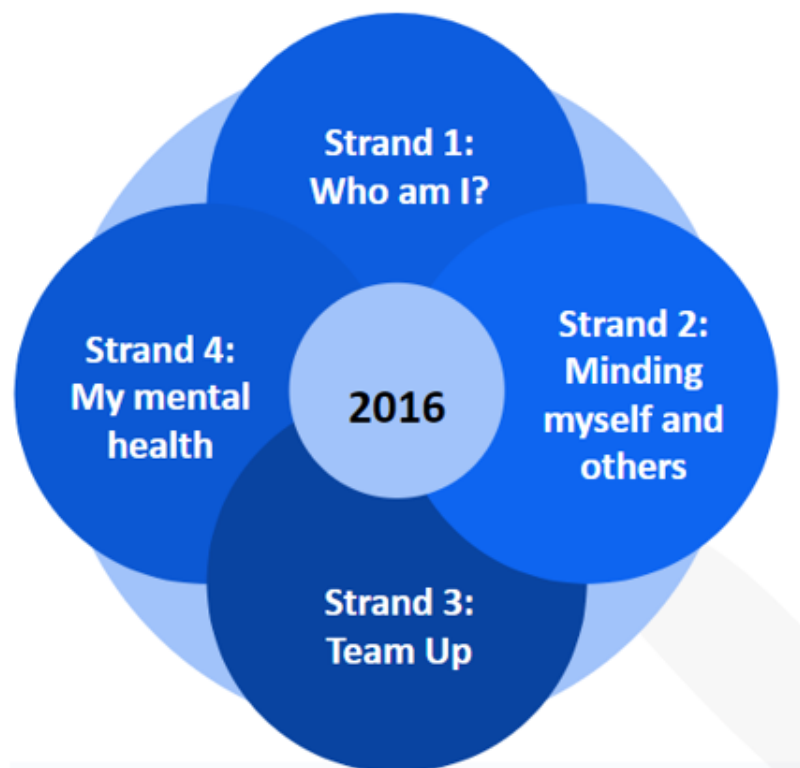 Strand 1:
Who am I?
Strand 2:
Minding
myself and
others
Strand 3:
Team Up
Strand 4:
My mental
health
2016